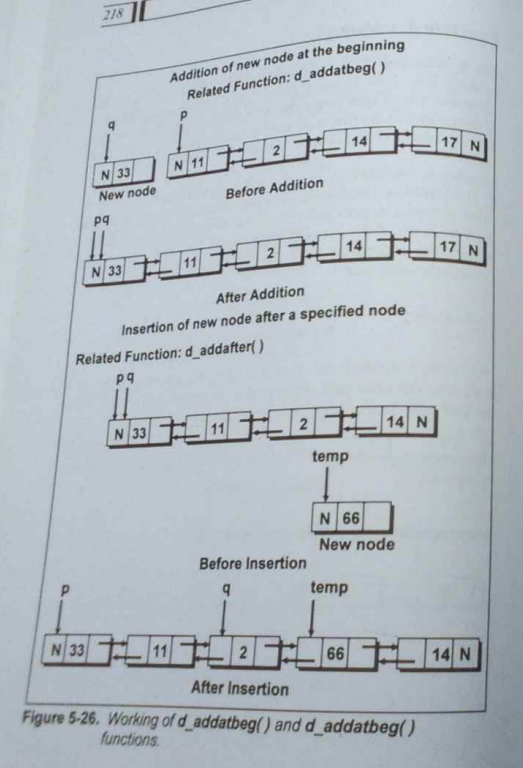 218
Addition of new node at the beginning
Related Function: d_addatbeg( )
q
p
N 33
N 11 2 14 17 N
New node
Before Addition
pq
N 33 11 2 14 17 N
After Addition
Insertion of new node after a specified node
Related Function: d_addafter( )
p q
N 33 11 2 14 N
temp
N 66
New node
Before Insertion
p q temp
N 33 11 2 66 14 N
After Insertion
Figure 5-26. Working of d_addatbeg( ) and d_addatbeg( )
functions.